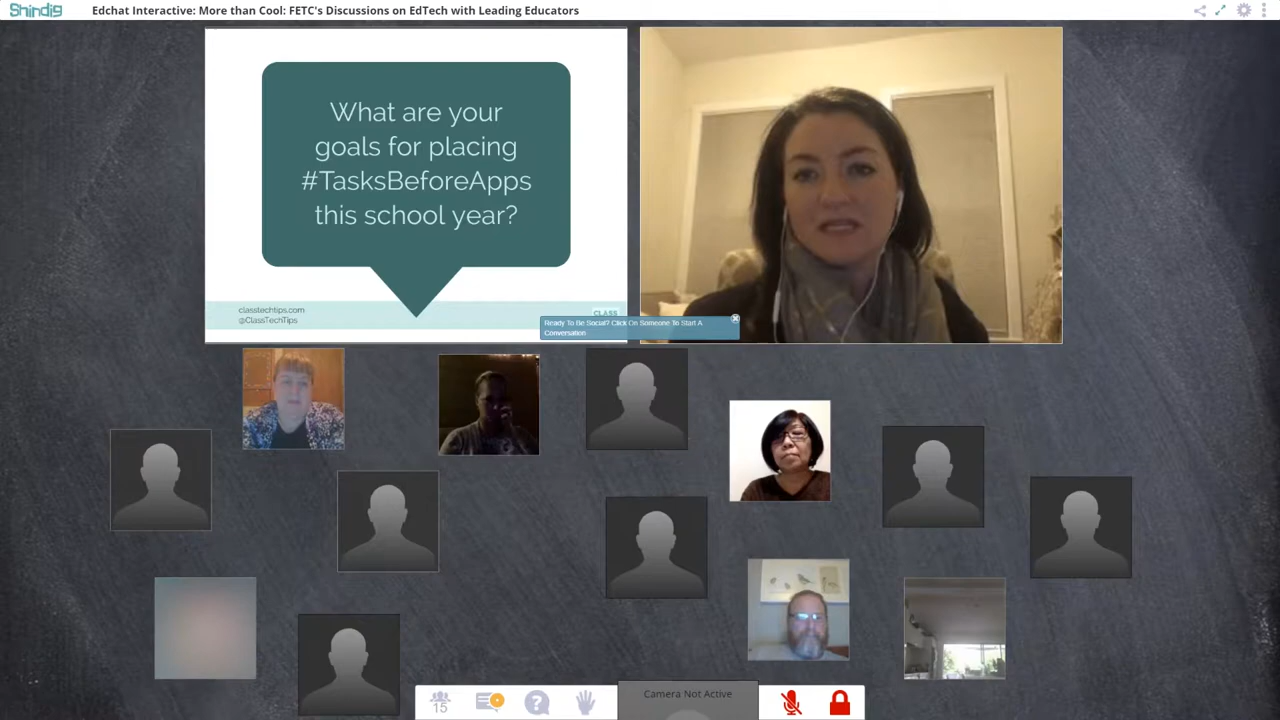 Shindig
Edchat Interactive: More than Cool: FETC's Discussions on EdTech with Leading Educators
What are your
goals for placing
#TasksBeforeApps
this school year?
classtechtips.com
@ClassTechTips
CLASS
Ready To Be Social? Click On Someone To Start A
Conversation
15
Camera Not Active